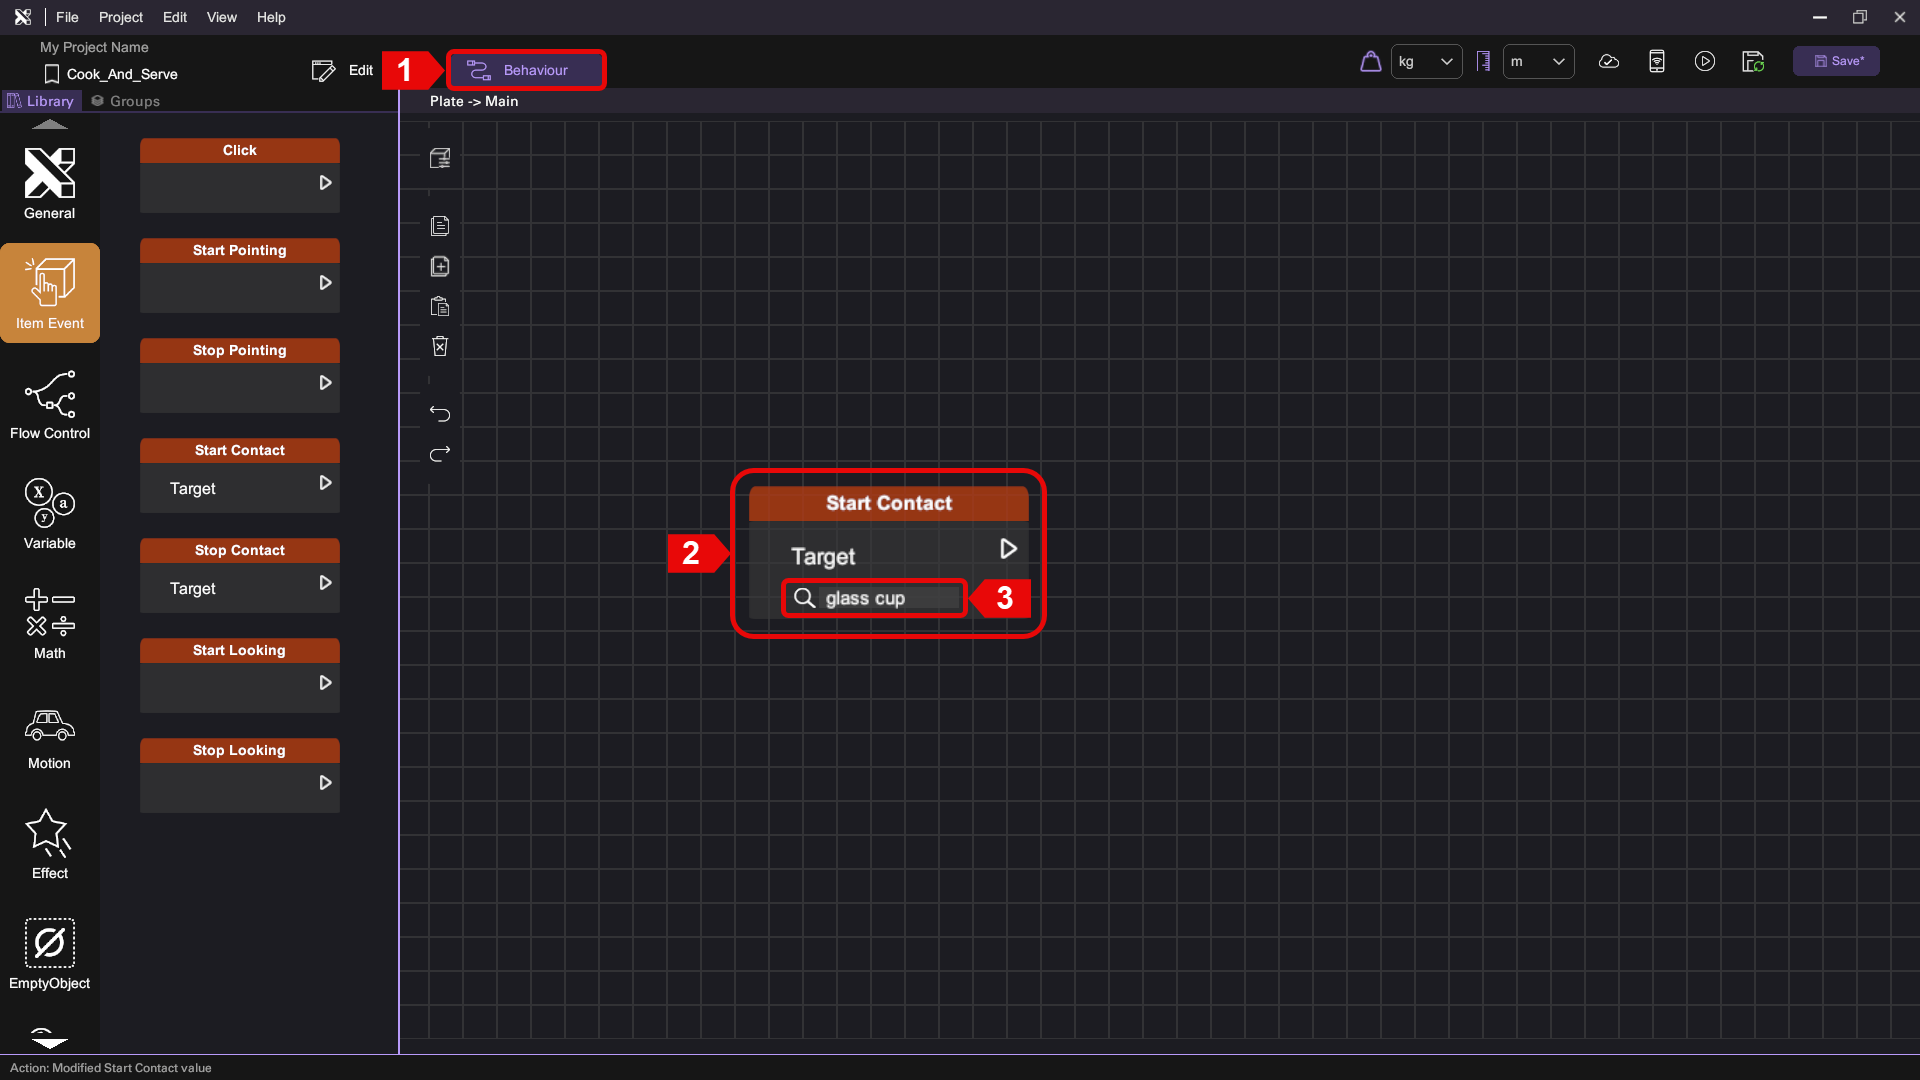 File Project Edit View Help
My Project Name
Cook_And_Serve
Edit
1
Behaviour
kg
m
Save*
Library
Groups
Plate -> Main
General
Item Event
Flow Control
Variable
Math
Motion
Effect
EmptyObject
Click
Start Pointing
Stop Pointing
Start Contact
Target
Stop Contact
Target
Start Looking
Stop Looking
Start Contact
2
Target
glass cup
3
Action: Modified Start Contact value